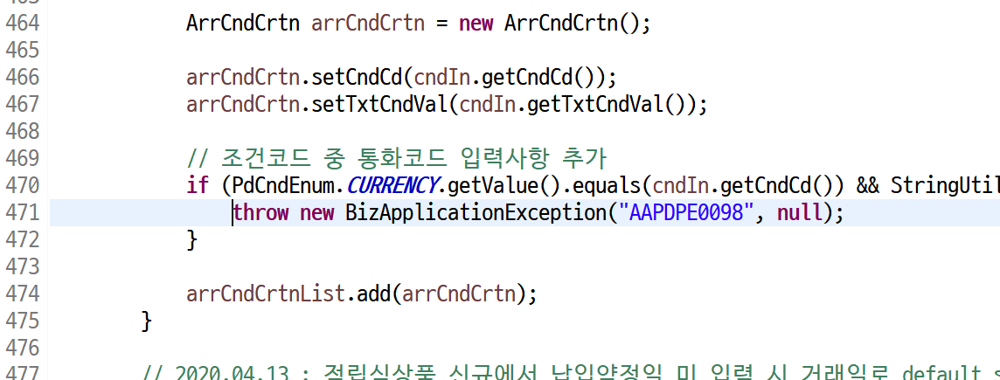 464 ArrCndCrtn arrCndCrtn = new ArrCndCrtn();
465
466 arrCndCrtn.setCndCd(cndIn.getCndCd());
467 arrCndCrtn.setTxtCndVal(cndIn.getTxtCndVal());
468
469 // 조건코드 중 통화코드 입력사항 추가
470 if (PdCndEnum.CURRENCY.getValue().equals(cndIn.getCndCd()) && StringUtil
471 throw new BizApplicationException("AAPDPE0098", null);
472 }
473
474 arrCndCrtnList.add(arrCndCrtn);
475 }
476
477 // 2020.04.13 : 적립식상품 신규에서 납입약정일 미 입력 시 거래일로 default